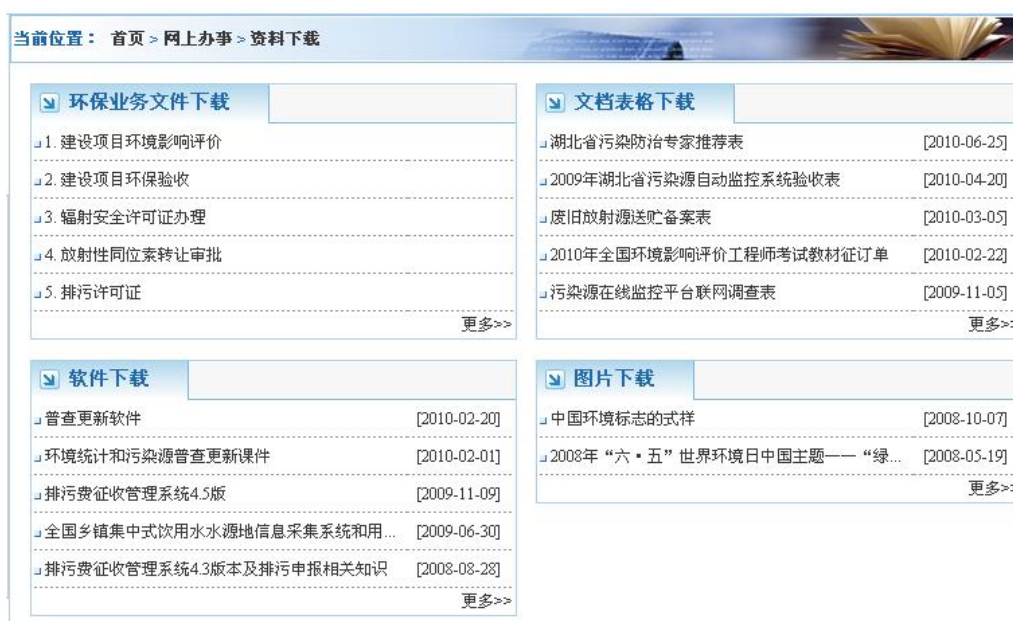 当前位置： 首页 > 网上办事 > 资料下载
环保业务文件下载
1. 建设项目环境影响评价
2. 建设项目环保验收
3. 辐射安全许可证办理
4. 放射性同位素转让审批
5. 排污许可证
更多>>
文档表格下载
湖北省污染防治专家推荐表 [2010-06-25]
2009年湖北省污染源自动监控系统验收表 [2010-04-20]
废旧放射源送贮备案表 [2010-03-05]
2010年全国环境影响评价工程师考试教材征订单 [2010-02-22]
污染源在线监控平台联网调查表 [2009-11-05]
更多>>
软件下载
普查更新软件 [2010-02-20]
环境统计和污染源普查更新课件 [2010-02-01]
排污费征收管理系统4.5版 [2009-11-09]
全国乡镇集中式饮用水水源地信息采集系统和用... [2009-06-30]
排污费征收管理系统4.3版本及排污申报相关知识 [2008-08-28]
更多>>
图片下载
中国环境标志的式样 [2008-10-07]
2008年“六·五”世界环境日中国主题——“绿... [2008-05-19]
更多>>